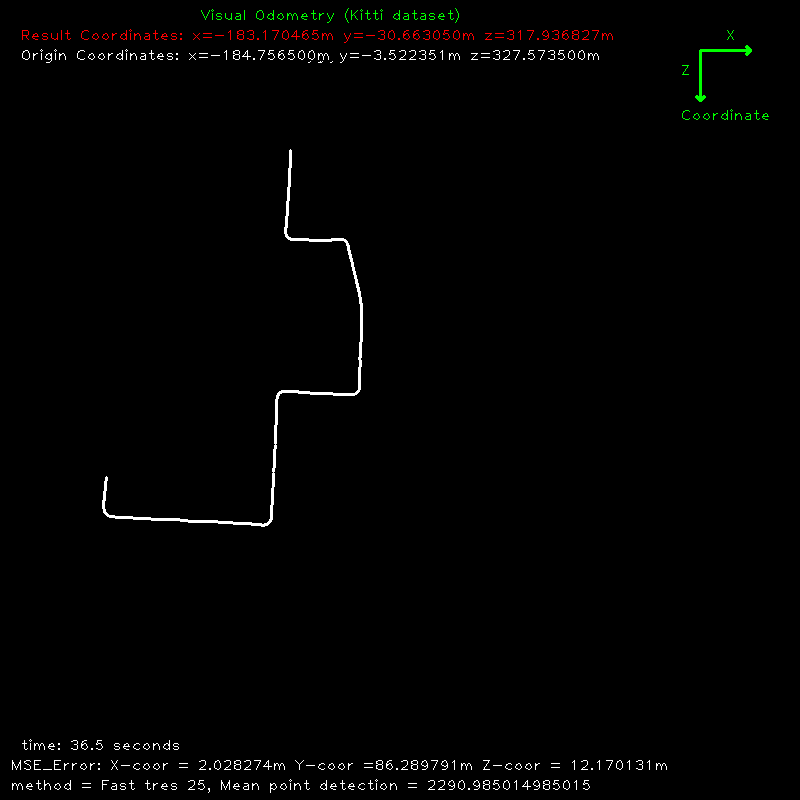 Visual Odometry (Kitti dataset)
Result Coordinates: x=-183.170465m y=-30.663050m z=317.936827m
Origin Coordinates: x=-184.756500m y=-3.522351m z=327.573500m
X
Z
Coordinate
time: 36.5 seconds
MSE_Error: X-coor = 2.028274m Y-coor =86.289791m Z-coor = 12.170131m
method = Fast tres 25, Mean point detection = 2290.985014985015